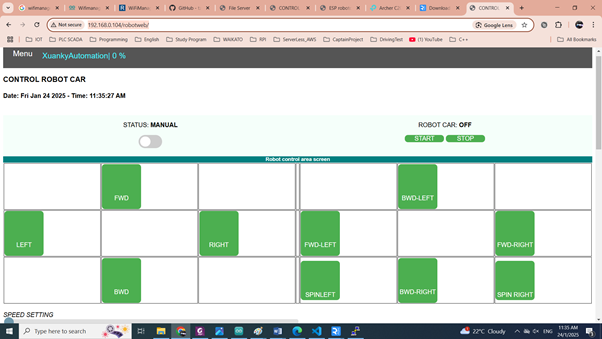 wifimanag
Wifimanag
WiFiManag
GitHub - t
File Server
CONTROL
ESP robot
CONTROL
Archer C2
Download
CONTROL
Not secure
192.168.0.104/robotweb/
Google Lens
IOT
PLC SCADA
Programming
English
Study Program
WAIKATO
RPI
ServerLess_AWS
CaptainProject
DrivingTest
(1) YouTube
C++
All Bookmarks
Menu
XuankyAutomation| 0 %
CONTROL ROBOT CAR
Date: Fri Jan 24 2025 - Time: 11:35:27 AM
STATUS: MANUAL
ROBOT CAR: OFF
START
STOP
Robot control area screen
FWD
BWD-LEFT
LEFT
RIGHT
FWD-LEFT
FWD-RIGHT
BWD
SPINLEFT
BWD-RIGHT
SPIN RIGHT
SPEED SETTING
Type here to search
22°C Cloudy
ENG
11:35 AM
24/1/2025